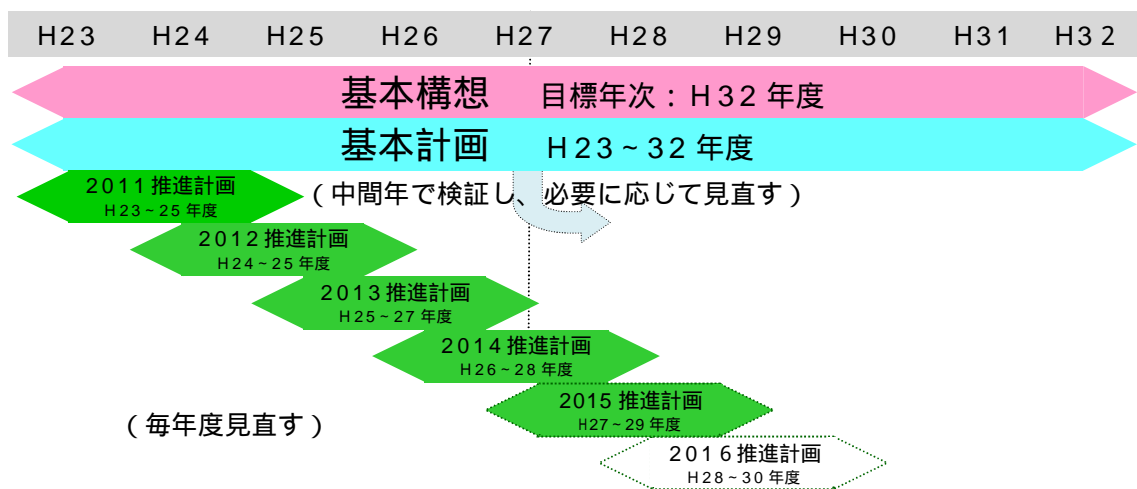 H23 H24 H25 H26 H27 H28 H29 H30 H31 H32
基本構想 目標年次：H32年度
基本計画 H23～32年度
2011推進計画
H23～25年度
（中間年で検証し、必要に応じて見直す）
2012推進計画
H24～25年度
2013推進計画
H25～27年度
2014推進計画
H26～28年度
2015推進計画
H27～29年度
（毎年度見直す）
2016推進計画
H28～30年度